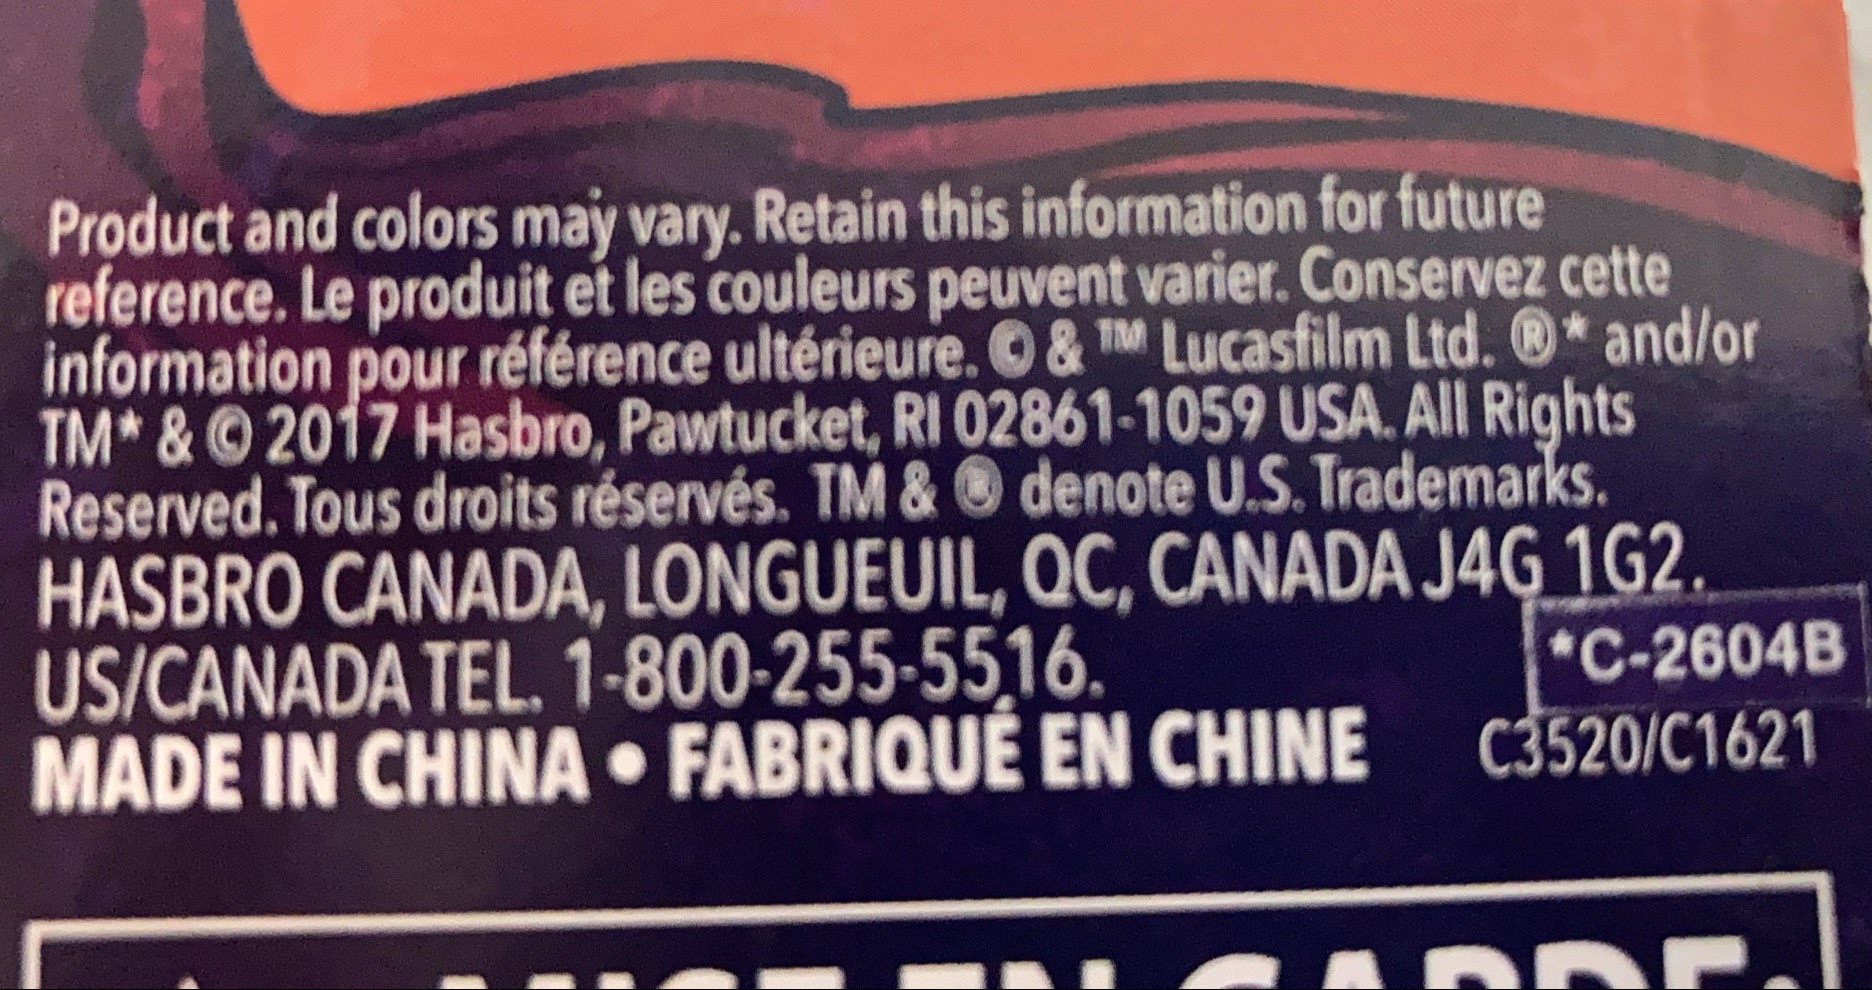 Product and colors may vary. Retain this information for future
reference. Le produit et les couleurs peuvent varier. Conservez cette
information pour référence ultérieure. © & ™ Lucasfilm Ltd. ®* and/or
TM* & © 2017 Hasbro, Pawtucket, RI 02861-1059 USA. All Rights
Reserved. Tous droits réservés. TM & ® denote U.S. Trademarks.
HASBRO CANADA, LONGUEUIL, QC, CANADA J4G 1G2.
US/CANADA TEL. 1-800-255-5516.
*C-2604B
MADE IN CHINA • FABRIQUÉ EN CHINE C3520/C1621
MISE EN GARDE: